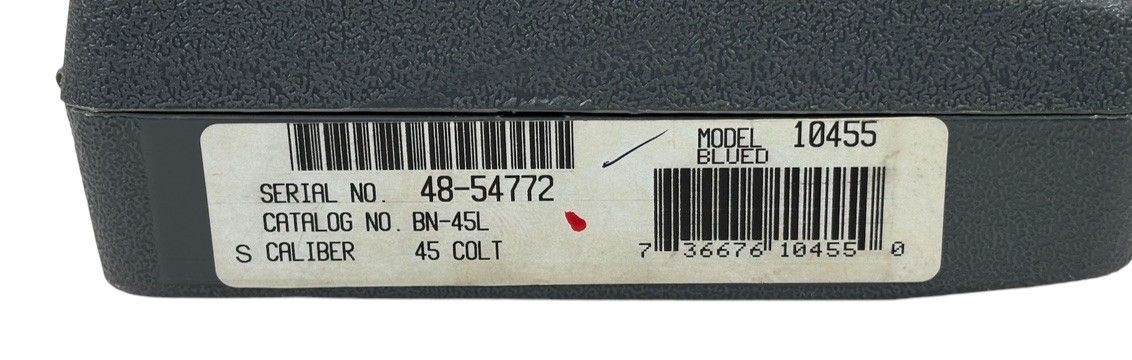 MODEL 10455
BLUED
SERIAL NO. 48-54772
CATALOG NO. BN-45L
S CALIBER 45 COLT
7 36676 10455 0